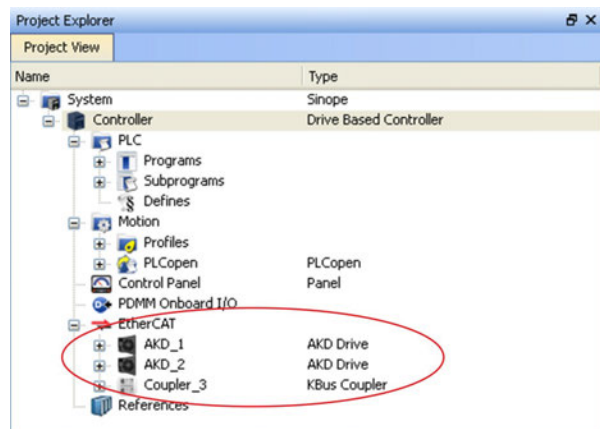 Project Explorer
Project View
Name Type
System Sinope
Controller Drive Based Controller
PLC
Programs
Subprograms
Defines
Motion
Profiles
PLCopen PLCopen
Control Panel Panel
PDMM Onboard I/O
EtherCAT
AKD_1 AKD Drive
AKD_2 AKD Drive
Coupler_3 KBus Coupler
References